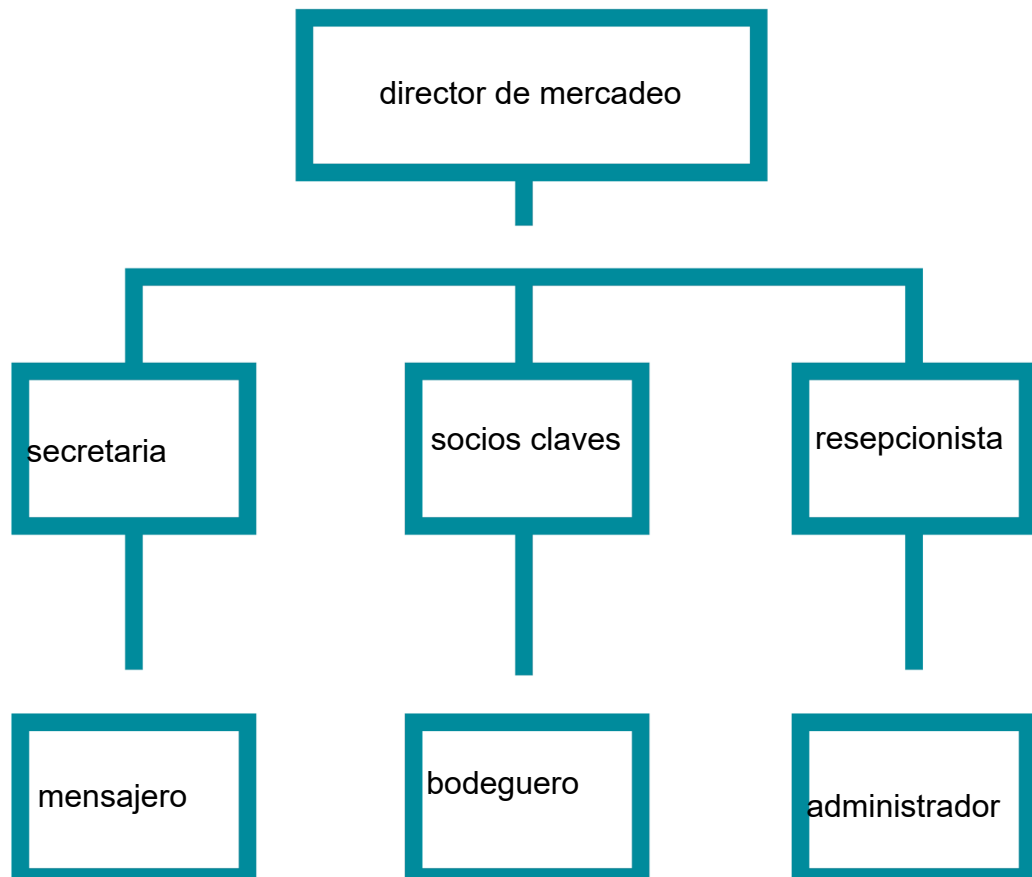 director de mercadeo
secretaria
socios claves
resepcionista
mensajero
bodeguero
administrador